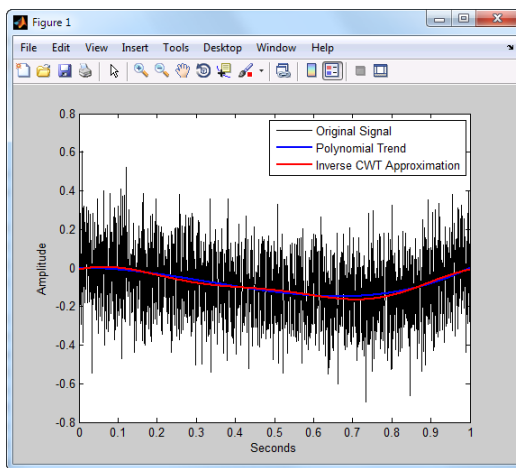 Figure 1
File Edit View Insert Tools Desktop Window Help
0.8
0.6
0.4
0.2
0
-0.2
-0.4
-0.6
-0.8
Amplitude
Original Signal
Polynomial Trend
Inverse CWT Approximation
0 0.1 0.2 0.3 0.4 0.5 0.6 0.7 0.8 0.9 1
Seconds